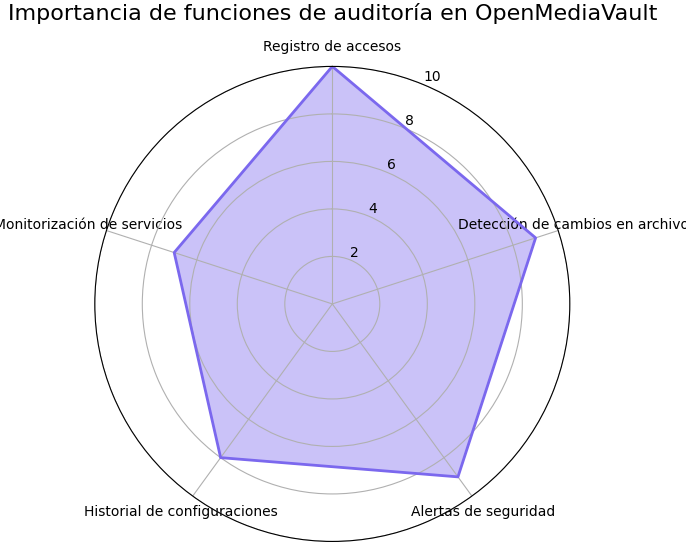 Importancia de funciones de auditoría en OpenMediaVault
Registro de accesos
10
8
6
4
2
Monitorización de servicios
Detección de cambios en archivo
Historial de configuraciones
Alertas de seguridad